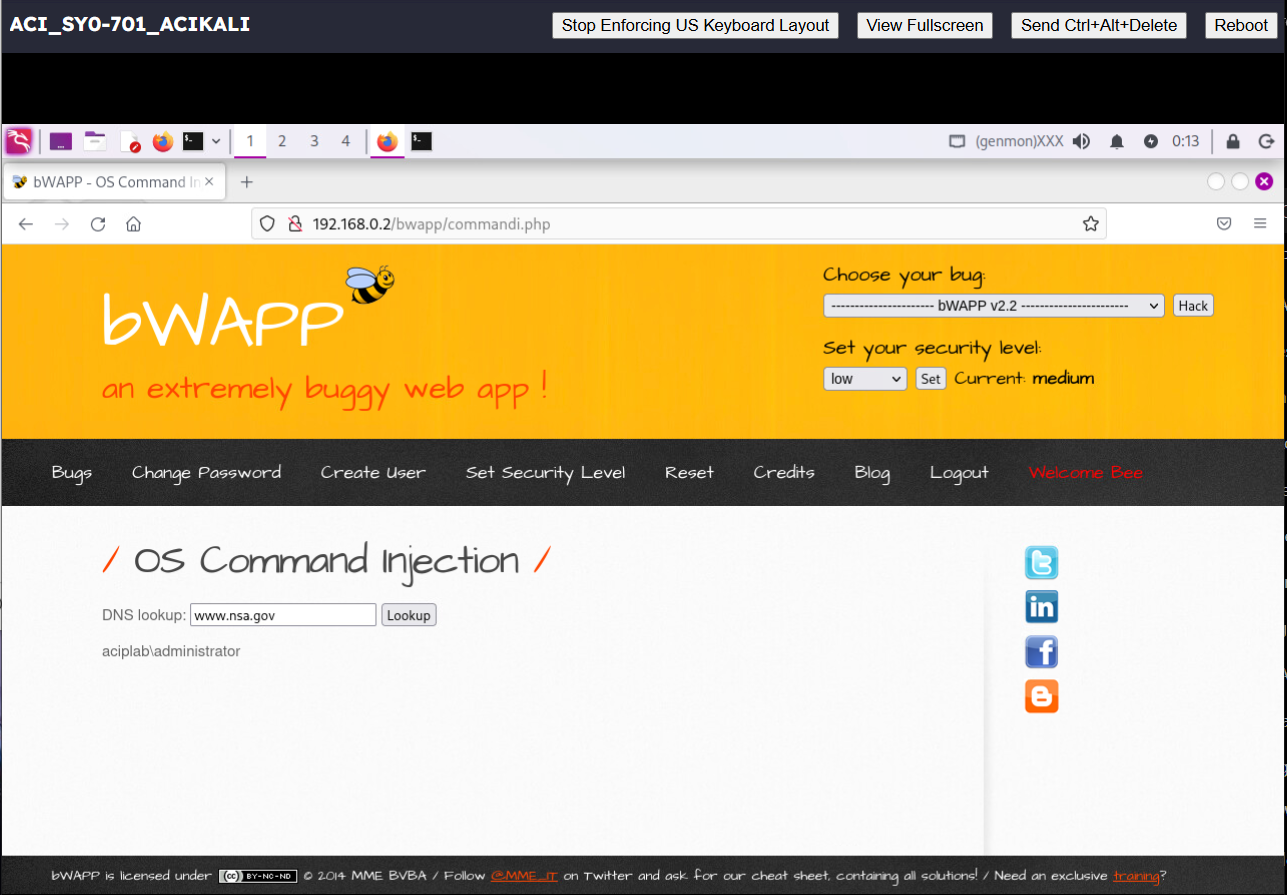 ACI_SY0-701_ACIKALI
Stop Enforcing US Keyboard Layout View Fullscreen Send Ctrl+Alt+Delete Reboot
1 2 3 4 (genmon)XXX 0:13
bWAPP - OS Command In
192.168.0.2/bwapp/commandi.php
bWAPP
an extremely buggy web app !
Choose your bug:
---------------------- bWAPP v2.2 ----------------------- Hack
Set your security level:
low Set Current: medium
Bugs Change Password Create User Set Security Level Reset Credits Blog Logout Welcome Bee
/ OS Command Injection /
DNS lookup: www.nsa.gov Lookup
aciplab\administrator
bWAPP is licensed under (cc) BY-NC-ND © 2014 MME BVBA / Follow @MME_IT on Twitter and ask for our cheat sheet, containing all solutions! / Need an exclusive training?